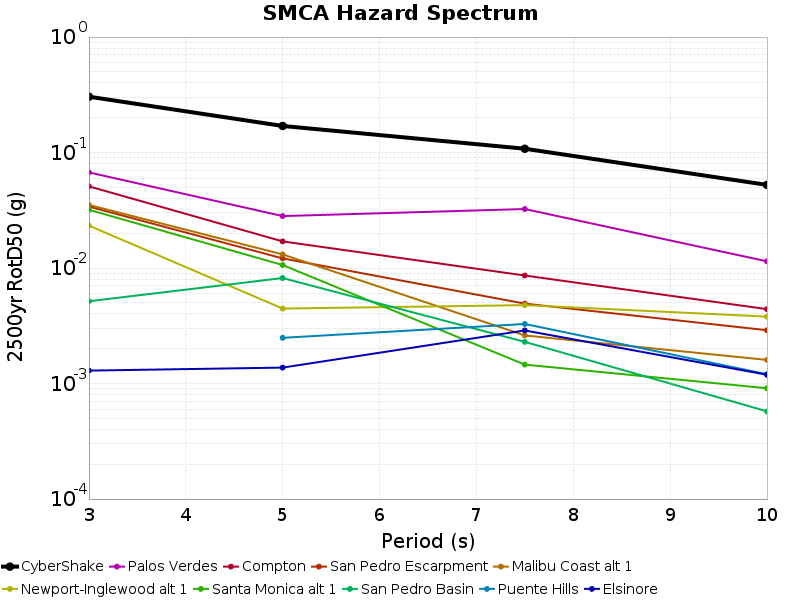 SMCA Hazard Spectrum
10^0
10^-1
10^-2
10^-3
10^-4
2500yr RotD50 (g)
3 4 5 6 7 8 9 10
Period (s)
CyberShake Palos Verdes Compton San Pedro Escarpment Malibu Coast alt 1
Newport-Inglewood alt 1 Santa Monica alt 1 San Pedro Basin Puente Hills Elsinore